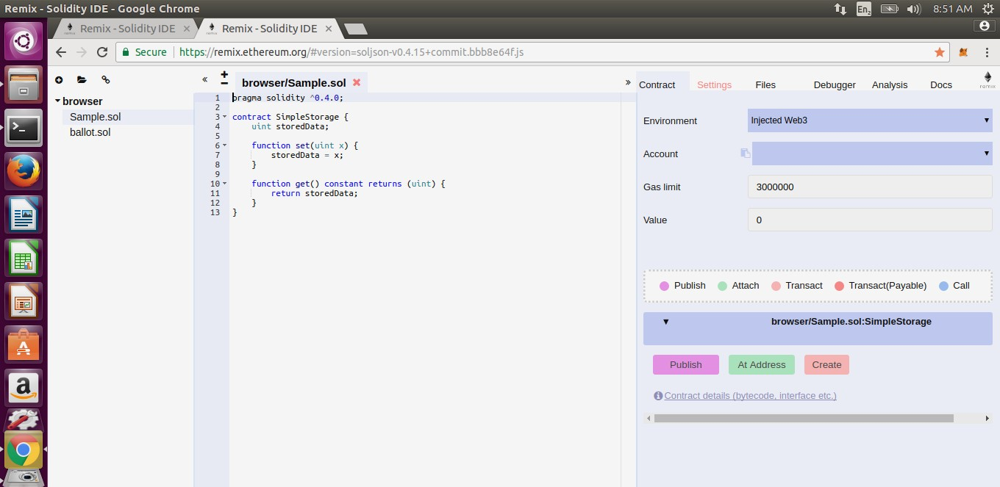 Remix - Solidity IDE - Google Chrome
En2
8:51 AM
remix
Remix - Solidity IDE
remix
Remix - Solidity IDE
Secure
https://remix.ethereum.org/#version=soljson-v0.4.15+commit.bbb8e64f.js
browser
Sample.sol
ballot.sol
browser/Sample.sol
1 pragma solidity ^0.4.0;
2
3 contract SimpleStorage {
4 uint storedData;
5
6 function set(uint x) {
7 storedData = x;
8 }
9
10 function get() constant returns (uint) {
11 return storedData;
12 }
13 }
Contract Settings Files Debugger Analysis Docs
remix
Environment Injected Web3
Account
Gas limit 3000000
Value 0
Publish Attach Transact Transact(Payable) Call
browser/Sample.sol:SimpleStorage
Publish At Address Create
Contract details (bytecode, interface etc.)
A
a